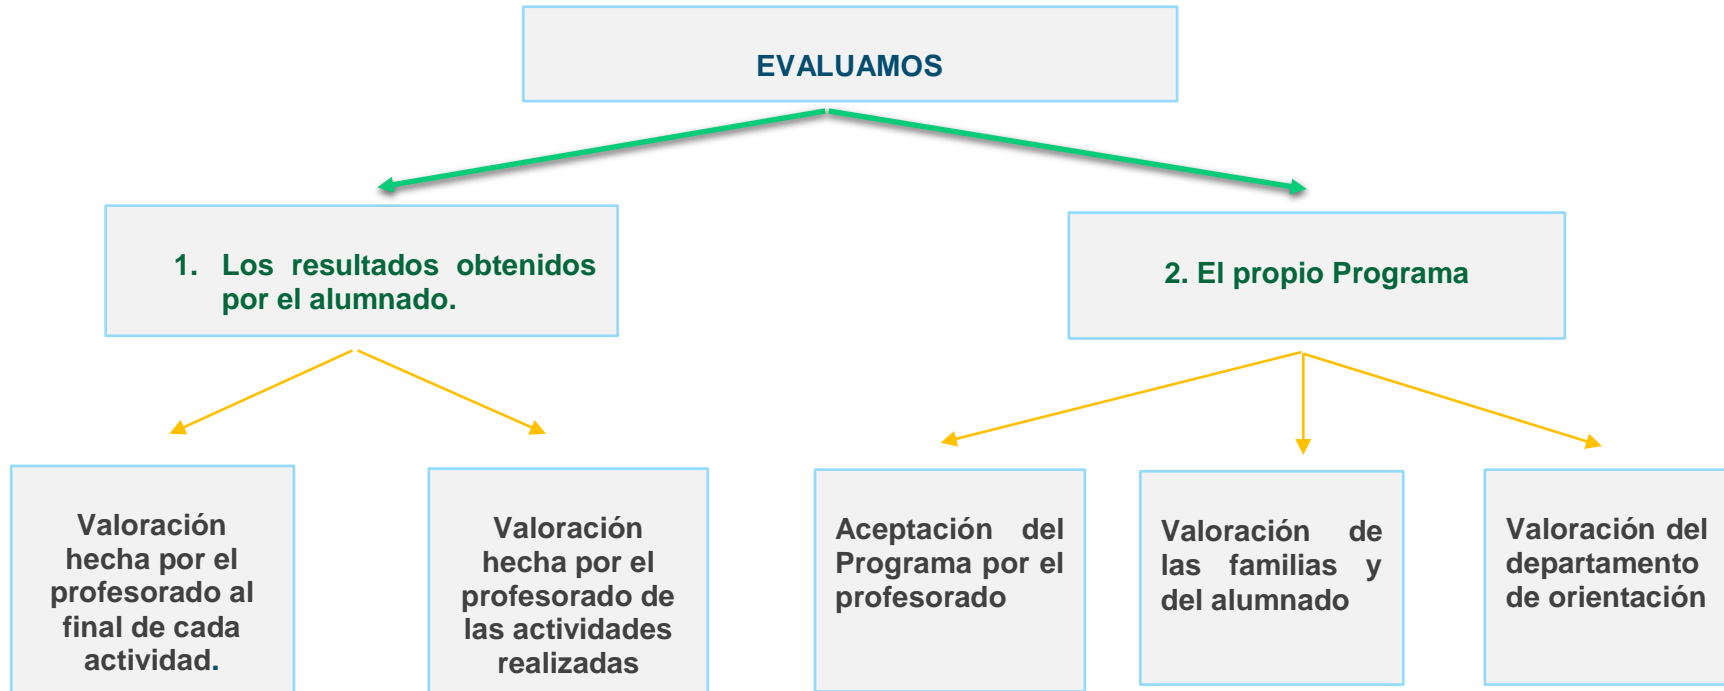 EVALUAMOS
1. Los resultados obtenidos
por el alumnado.
2. El propio Programa
Valoración
hecha por el
profesorado al
final de cada
actividad.
Valoración
hecha por el
profesorado de
las actividades
realizadas
Aceptación del
Programa por el
profesorado
Valoración de
las familias y
del alumnado
Valoración del
departamento
de orientación